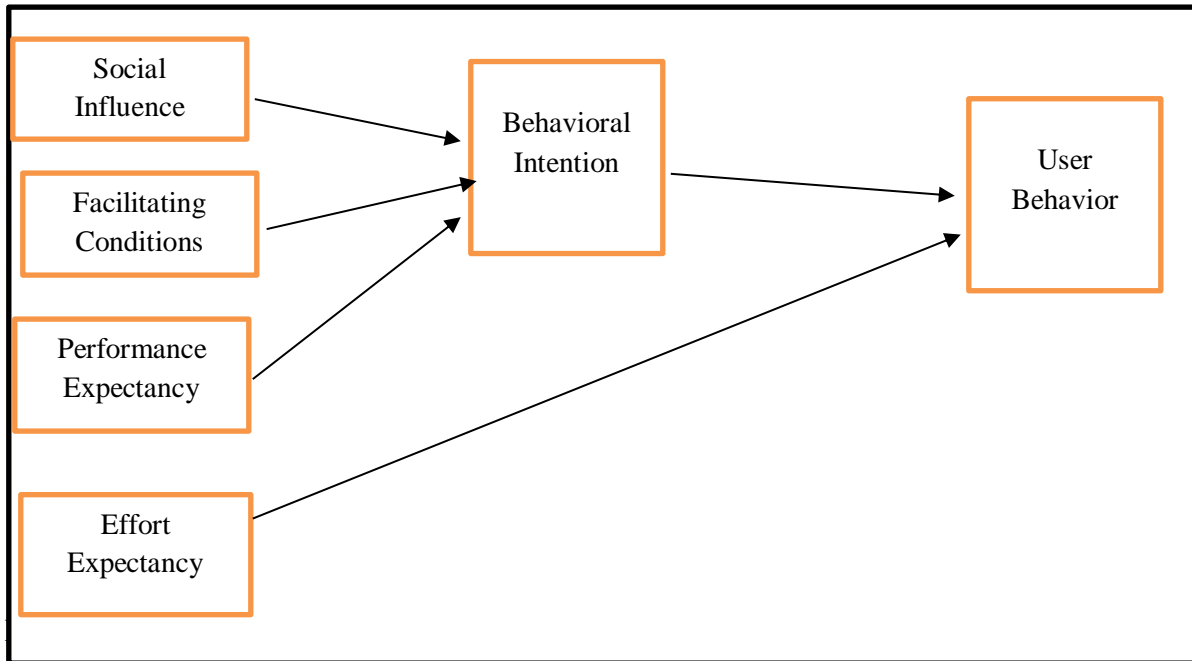 Social
Influence
Facilitating
Conditions
Performance
Expectancy
Effort
Expectancy
Behavioral
Intention
User
Behavior